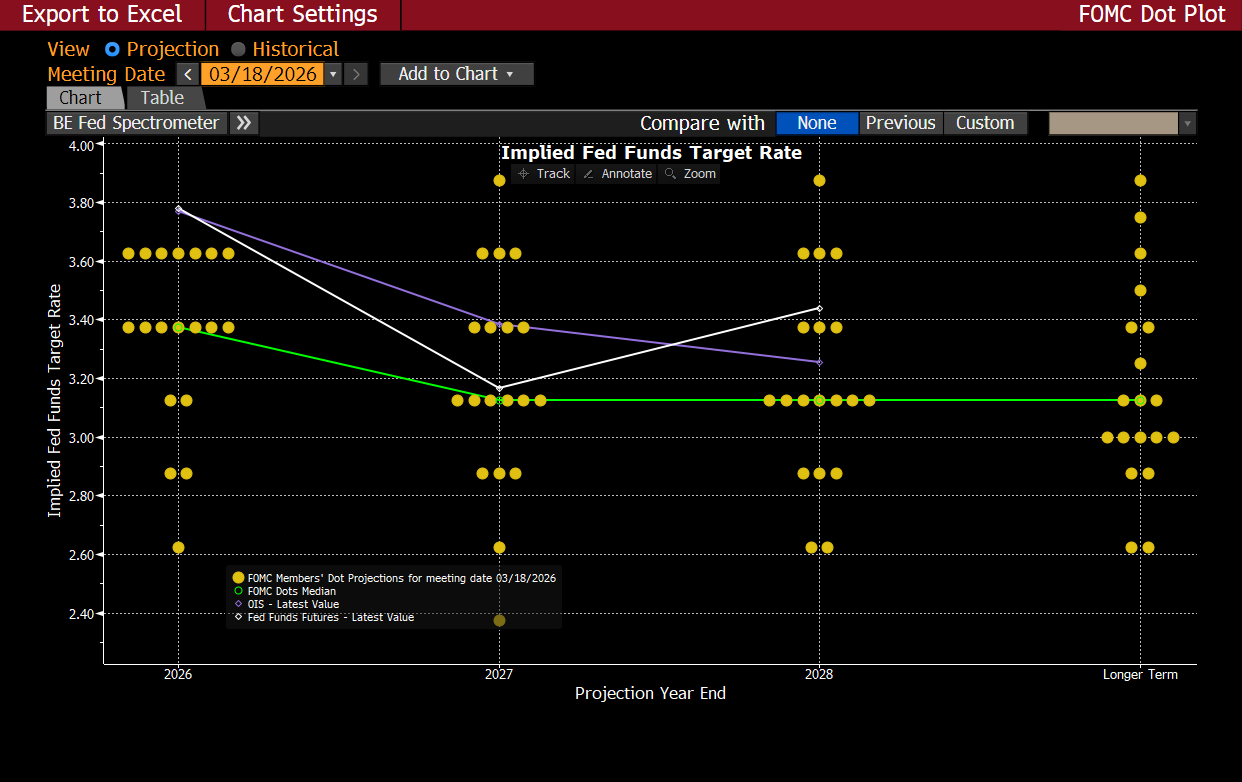 Export to Excel Chart Settings FOMC Dot Plot
View Projection Historical
Meeting Date < 03/18/2026 > Add to Chart
Chart Table
BE Fed Spectrometer Compare with None Previous Custom
Implied Fed Funds Target Rate
Track Annotate Zoom
4.00
3.80
3.60
3.40
3.20
3.00
2.80
2.60
2.40
Implied Fed Funds Target Rate
FOMC Members' Dot Projections for meeting date 03/18/2026
FOMC Dots Median
OIS - Latest Value
Fed Funds Futures - Latest Value
2026 2027 2028 Longer Term
Projection Year End